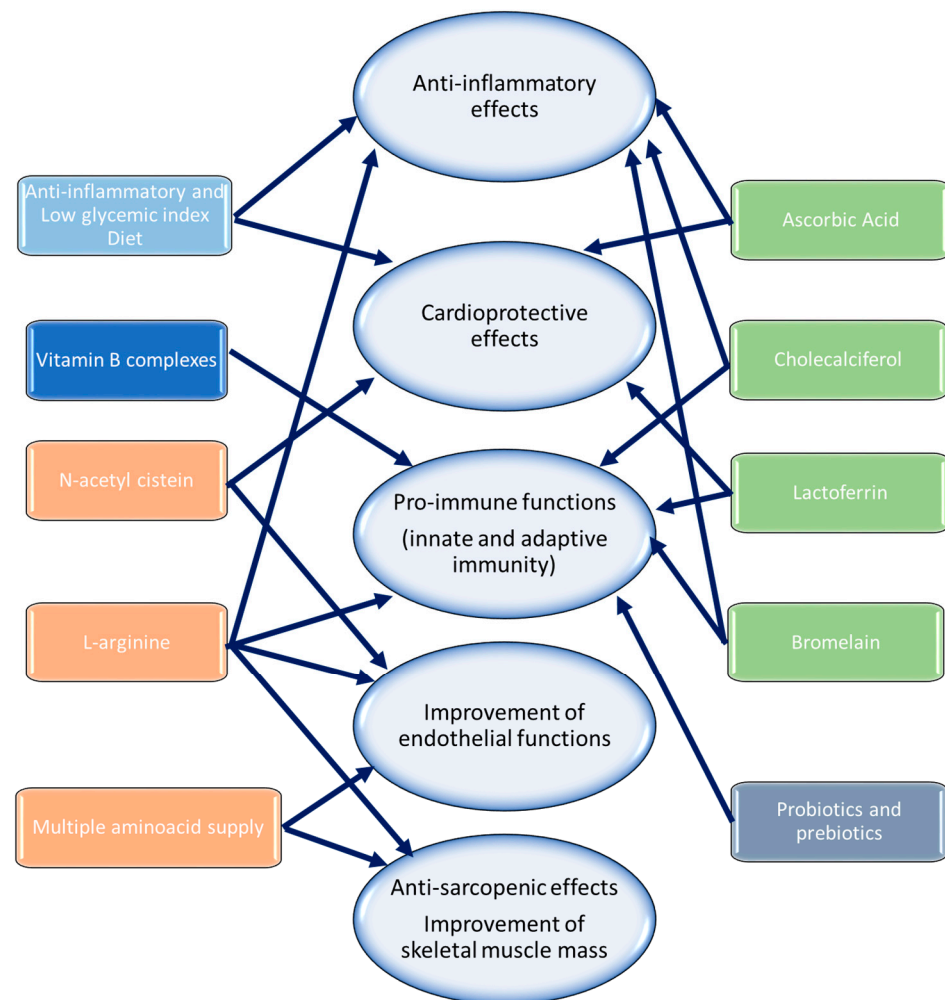 Anti-inflammatory
effects
Anti-inflammatory and
Low glycemic index
Diet
Ascorbic Acid
Cardioprotective
effects
Vitamin B complexes
Cholecalciferol
N-acetyl cistein
Lactoferrin
Pro-immune functions
(innate and adaptive
immunity)
L-arginine
Bromelain
Improvement of
endothelial functions
Multiple aminoacid supply
Probiotics and
prebiotics
Anti-sarcopenic effects
Improvement of
skeletal muscle mass